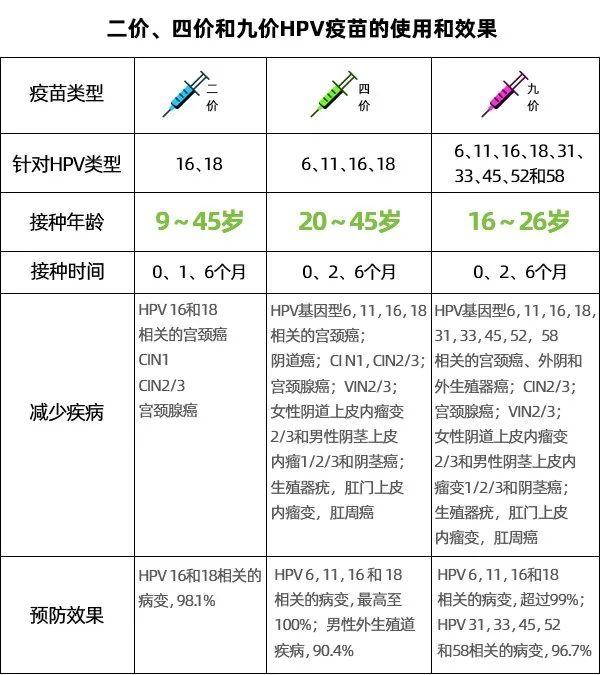 二价、四价和九价HPV疫苗的使用和效果
疫苗类型
二价
四价
九价
针对HPV类型
16、18
6、11、16、18
6、11、16、18、31、
33、45、52和58
接种年龄
9～45岁
20～45岁
16～26岁
接种时间
0、1、6个月
0、2、6个月
0、2、6个月
减少疾病
HPV 16和18
相关的宫颈癌
CIN1
CIN2/3
宫颈腺癌
HPV基因型6, 11, 16, 18
相关的宫颈癌；
阴道癌；CIN1, CIN2/3；
宫颈腺癌；VIN2/3；
女性阴道上皮内瘤变
2/3和男性阴茎上皮
内瘤1/2/3和阴茎癌；
生殖器疣，肛门上皮
内瘤变，肛周癌
HPV基因型6, 11, 16, 18,
31, 33, 45, 52, 58
相关的宫颈癌、外阴和
外生殖器癌；CIN2/3；
宫颈腺癌；VIN2/3；
女性阴道上皮内瘤变
2/3和男性阴茎上皮内
瘤变1/2/3和阴茎癌；
生殖器疣，肛门上皮
内瘤变，肛周癌
预防效果
HPV 16和18相关的
病变, 98.1%
HPV 6, 11, 16 和 18
相关的病变, 最高至
100%；男性外生殖道
疾病, 90.4%
HPV 6, 11, 16和18
相关的病变, 超过99%；
HPV 31, 33, 45, 52
和58相关的病变, 96.7%